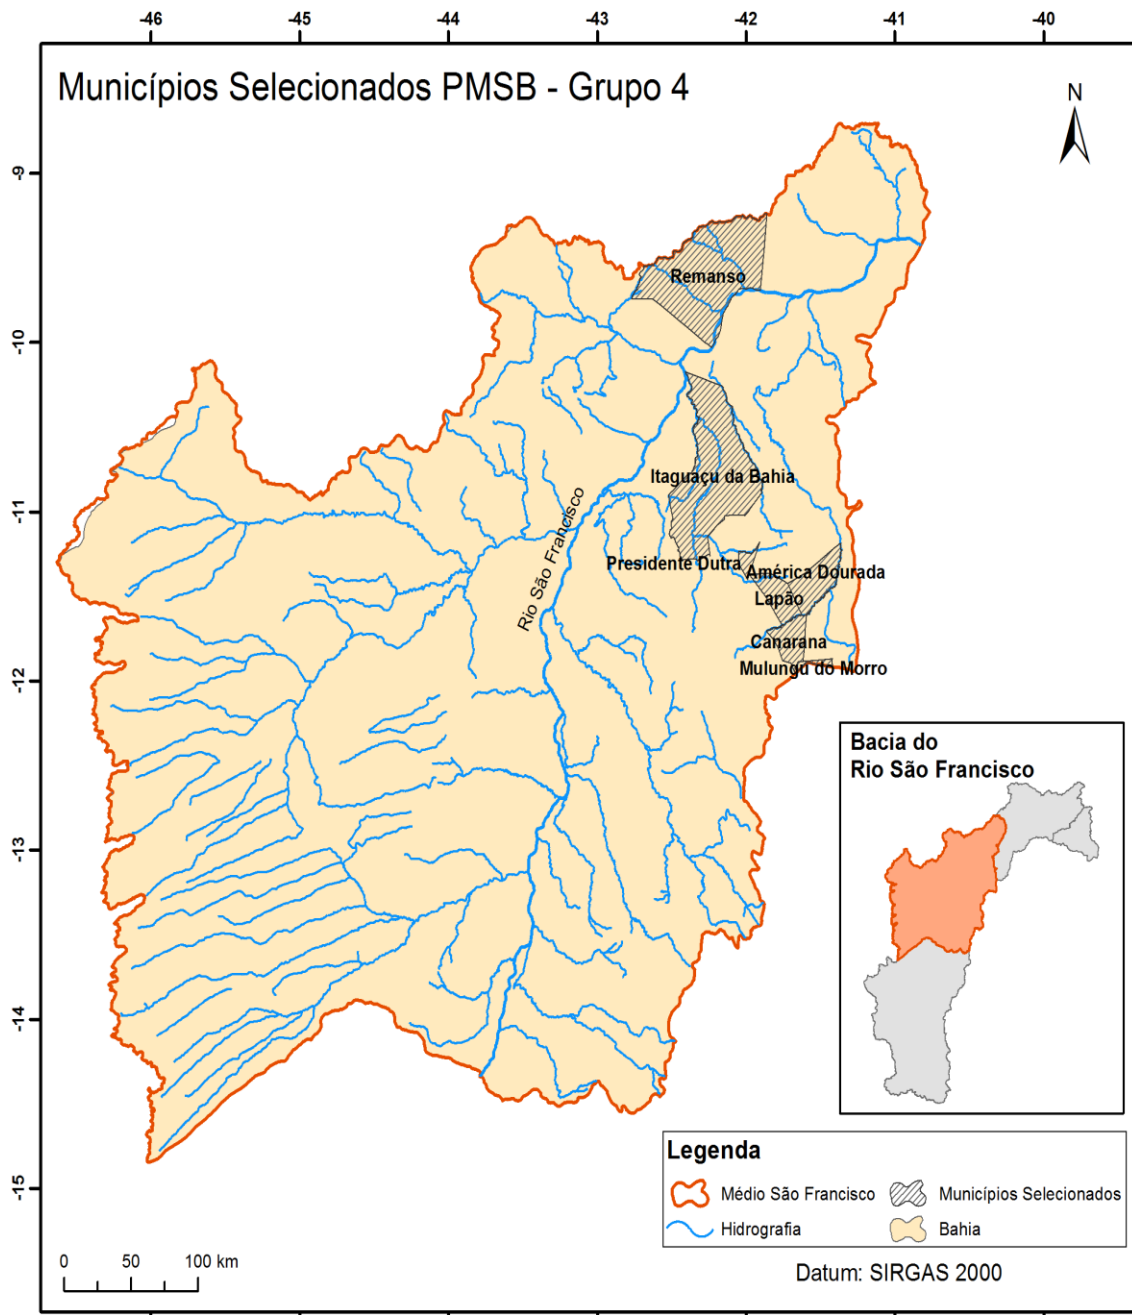 -46 -45 -44 -43 -42 -41 -40
Municípios Selecionados PMSB - Grupo 4
N
-9
Remanso
-10
Itaguaçu da Bahia
-11
Rio São Francisco
Presidente Dutra
América Dourada
Lapão
Canarana
Mulungu do Morro
-12
Bacia do
Rio São Francisco
-13
-14
-15
Legenda
Médio São Francisco
Municípios Selecionados
Hidrografia
Bahia
0 50 100 km
Datum: SIRGAS 2000